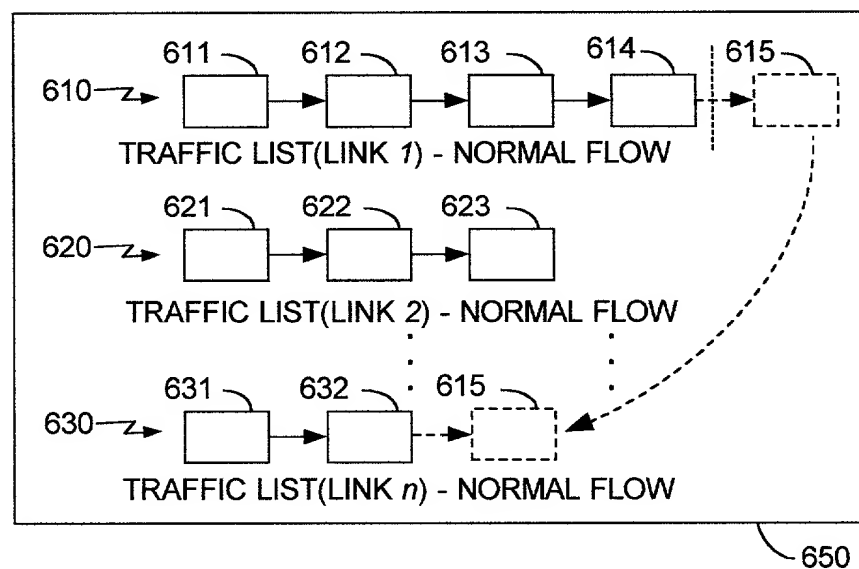 611 612 613 614 615
610
TRAFFIC LIST(LINK 1) - NORMAL FLOW
621 622 623
620
TRAFFIC LIST(LINK 2) - NORMAL FLOW
631 632 615
630
TRAFFIC LIST(LINK n) - NORMAL FLOW
650